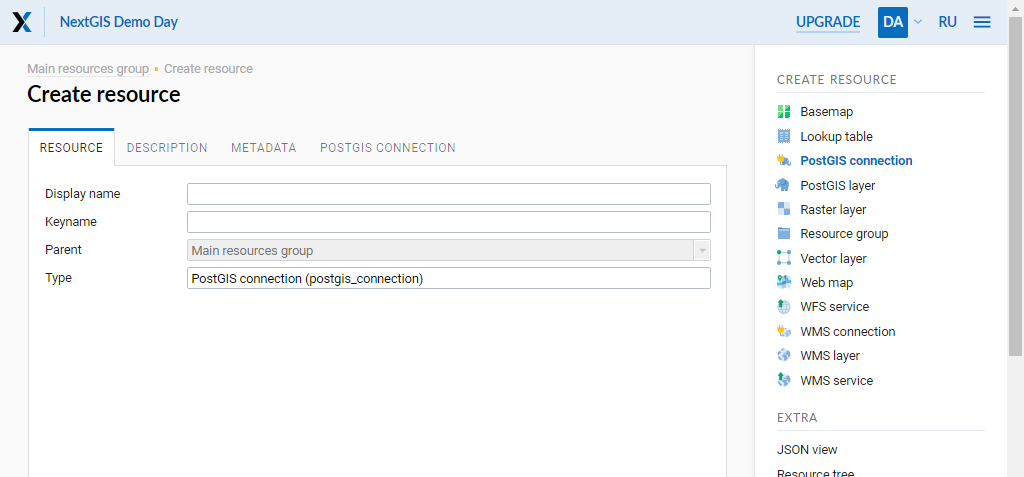 NextGIS Demo Day
UPGRADE
DA
RU
Main resources group • Create resource
Create resource
RESOURCE
DESCRIPTION
METADATA
POSTGIS CONNECTION
Display name
Keyname
Parent
Main resources group
Type
PostGIS connection (postgis_connection)
CREATE RESOURCE
Basemap
Lookup table
PostGIS connection
PostGIS layer
Raster layer
Resource group
Vector layer
Web map
WFS service
WMS connection
WMS layer
WMS service
EXTRA
JSON view
Resource tree